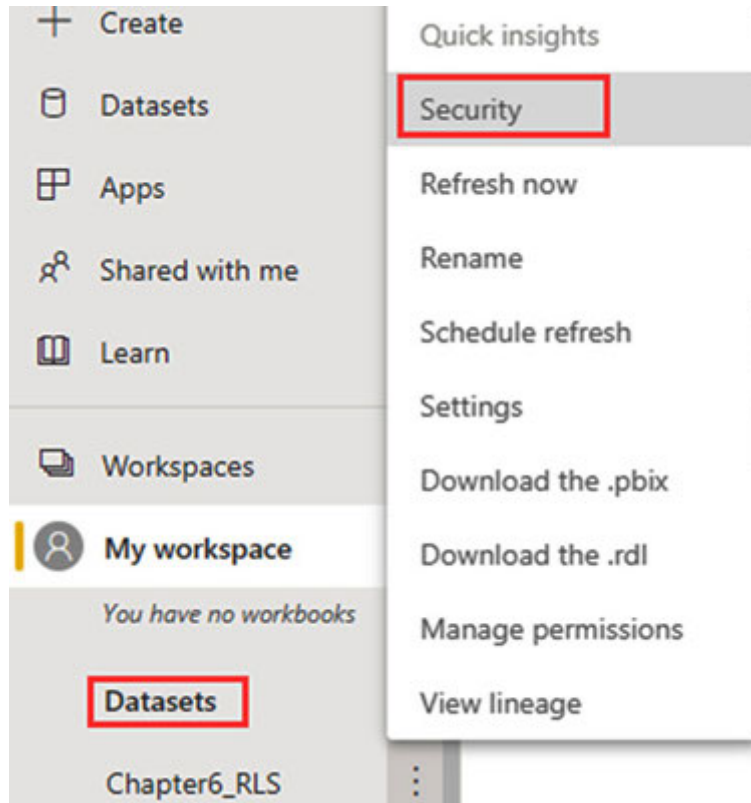 Create
Datasets
Apps
Shared with me
Learn
Workspaces
My workspace
You have no workbooks
Datasets
Chapter6_RLS
Quick insights
Security
Refresh now
Rename
Schedule refresh
Settings
Download the .pbix
Download the .rdl
Manage permissions
View lineage